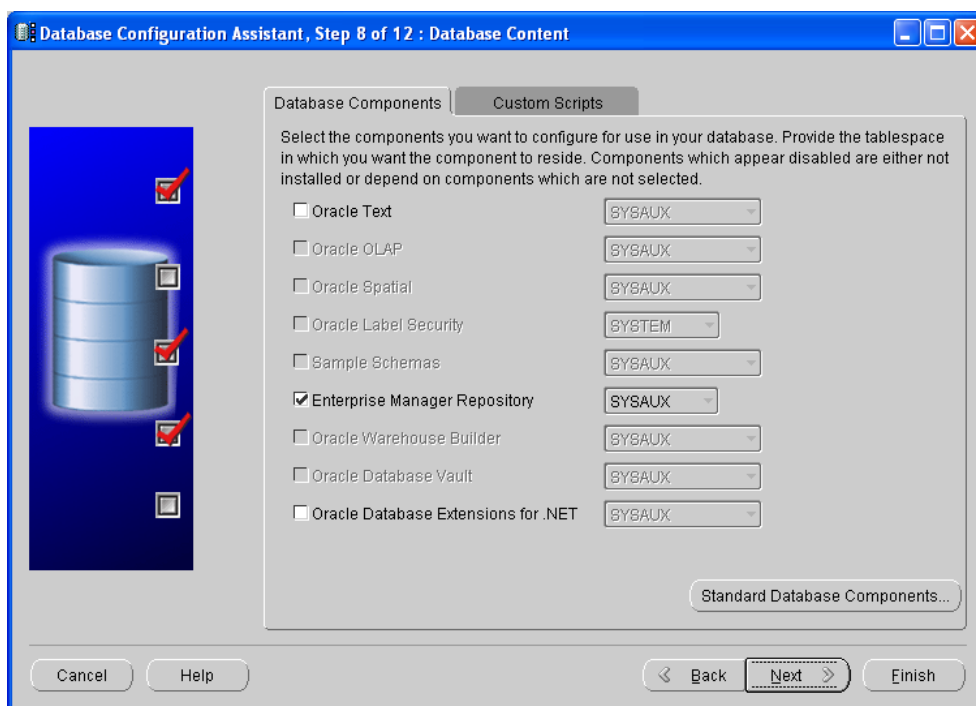 Database Configuration Assistant, Step 8 of 12 : Database Content
Database Components
Custom Scripts
Select the components you want to configure for use in your database. Provide the tablespace
in which you want the component to reside. Components which appear disabled are either not
installed or depend on components which are not selected.
Oracle Text SYSAUX
Oracle OLAP SYSAUX
Oracle Spatial SYSAUX
Oracle Label Security SYSTEM
Sample Schemas SYSAUX
Enterprise Manager Repository SYSAUX
Oracle Warehouse Builder SYSAUX
Oracle Database Vault SYSAUX
Oracle Database Extensions for .NET SYSAUX
Standard Database Components...
Cancel Help Back Next Finish